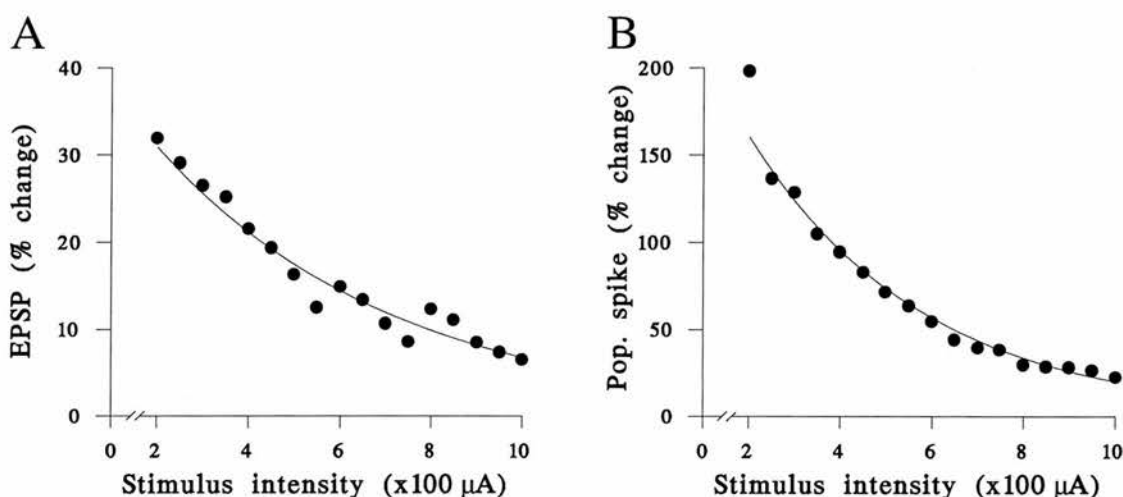 A
EPSP (% change)
40
30
20
10
0
0 2 4 6 8 10
Stimulus intensity (x100 µA)
B
Pop. spike (% change)
200
150
100
50
0
0 2 4 6 8 10
Stimulus intensity (x100 µA)